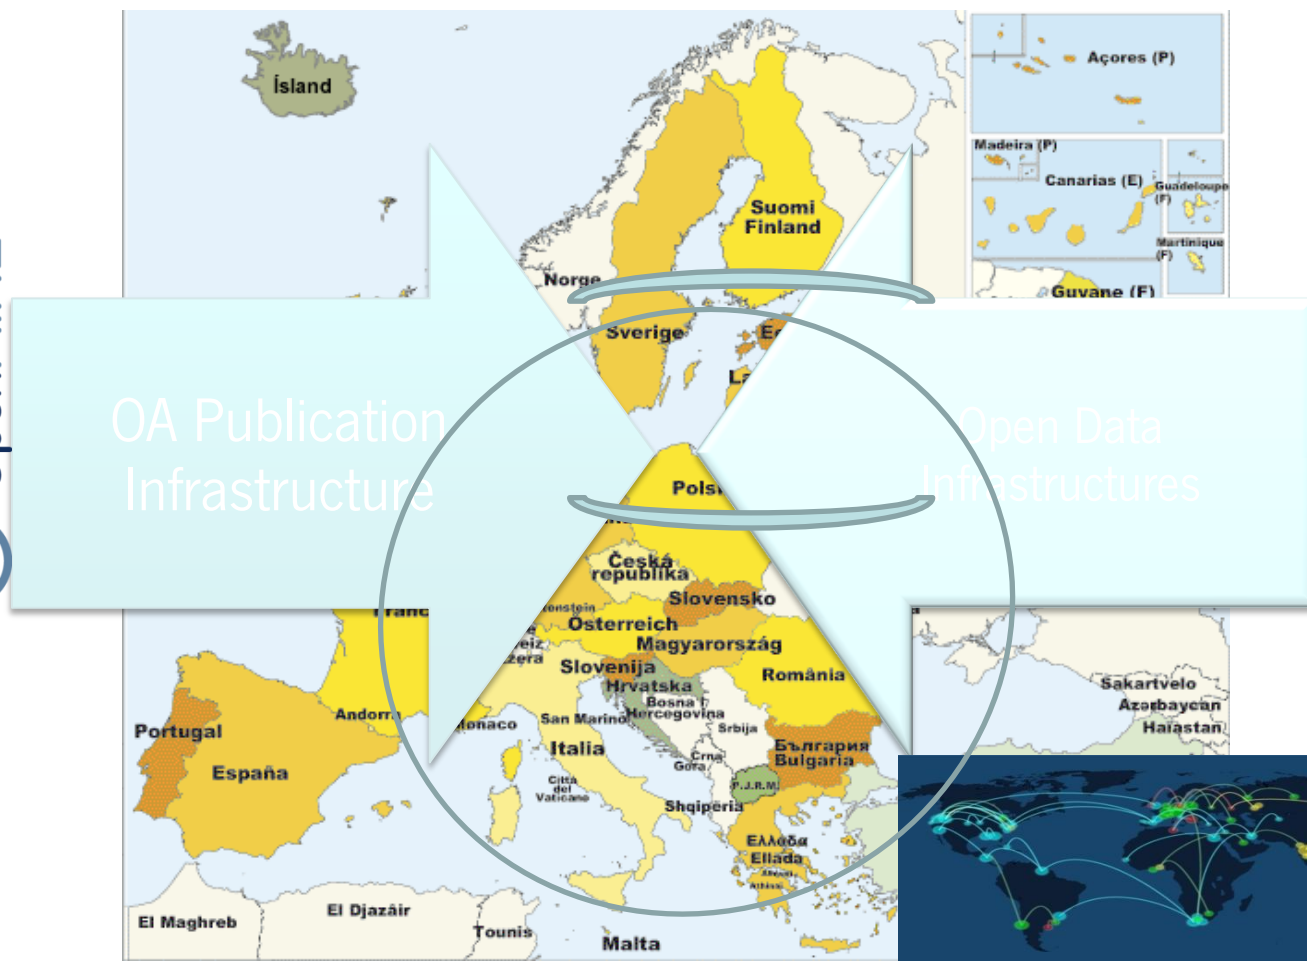 Ísland
Açores (P)
Madeira (P)
Canarias (E)
Guadeloupe
(F)
Martinique
(F)
Guyane (F)
Suomi
Finland
Norge
Sverige
OA Publication
Infrastructure
Open Data
Infrastructures
Česká
republika
Slovensko
Österreich
Magyarország
Slovenija
Hrvatska
România
Bosna i
Hercegovina
Srbija
Crna
Gora
Andorra
San Marino
Italia
Città
del
Vaticano
Portugal
España
България
Bulgaria
P.J.R.M.
Shqipëria
Ελλάδα
Ellada
Sakartvelo
Azərbaycan
Haïastan
El Maghreb
El Djazâir
Tounis
Malta